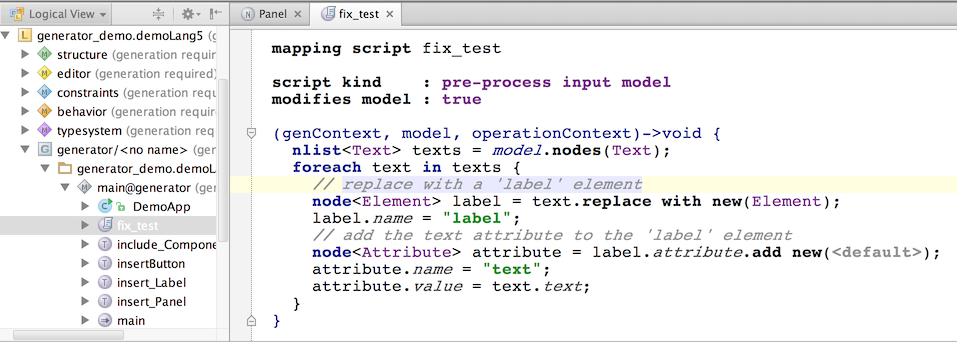 Logical View
Panel
fix_test
generator_demo.demoLang5 (
structure (generation required
editor (generation required)
constraints (generation requ
behavior (generation require
typesystem (generation req
generator/<no name> (gene
generator_demo.demoL
main@generator (ge
DemoApp
fix_test
include_Compone
insertButton
insert_Label
insert_Panel
main
mapping script fix_test
script kind : pre-process input model
modifies model : true
(genContext, model, operationContext)->void {
nlist<Text> texts = model.nodes(Text);
foreach text in texts {
// replace with a 'label' element
node<Element> label = text.replace with new(Element);
label.name = "label";
// add the text attribute to the 'label' element
node<Attribute> attribute = label.attribute.add new(<default>);
attribute.name = "text";
attribute.value = text.text;
}
}